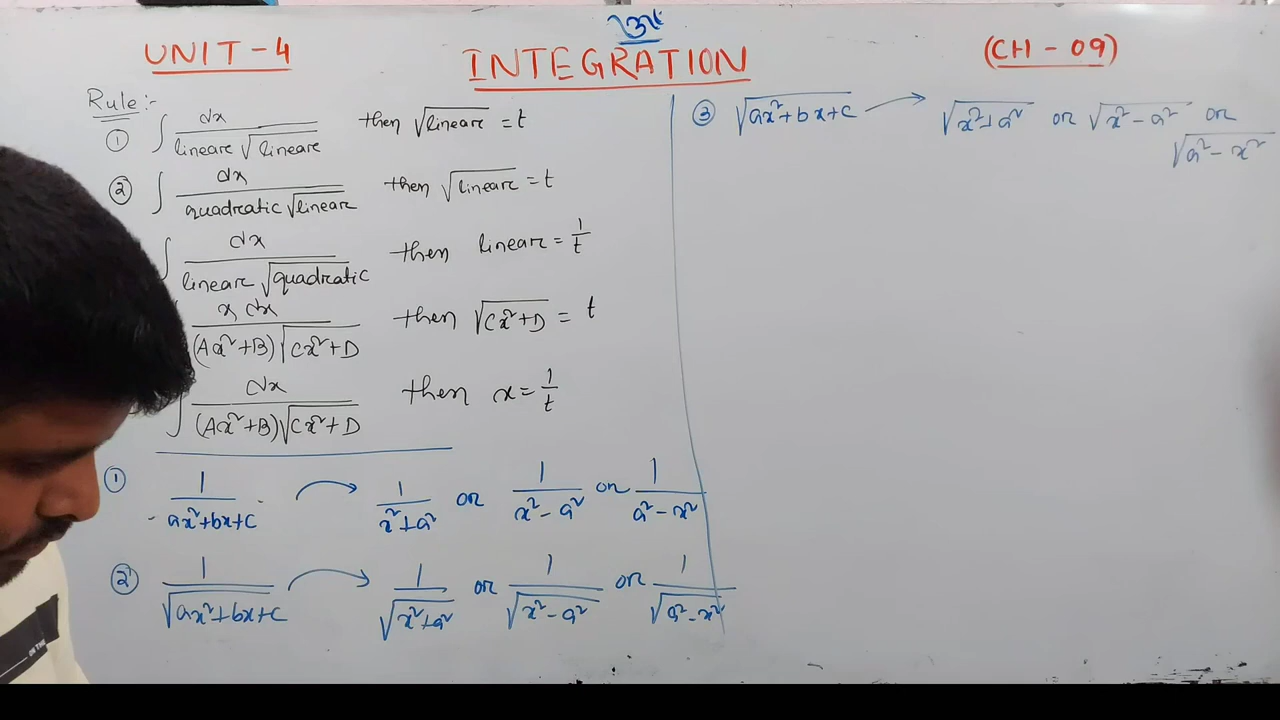 ॐ
UNIT-4
INTEGRATION
(CH-09)
Rule:-
① ∫ dx / (linear √linear) then √linear = t
② ∫ dx / (quadratic √linear) then √linear = t
∫ dx / (linear √quadratic) then linear = 1/t
x dx / ((Ax²+B)√(Cx²+D)) then √(Cx²+D) = t
∫ dx / ((Ax²+B)√(Cx²+D)) then x = 1/t
① 1/(ax²+bx+c) → 1/(x²+a²) or 1/(x²-a²) or 1/(a²-x²)
② 1/√(ax²+bx+c) → 1/√(x²+a²) or 1/√(x²-a²) or 1/√(a²-x²)
③ √(ax²+bx+c) → √(x²+a²) or √(x²-a²) or
√(a²-x²)